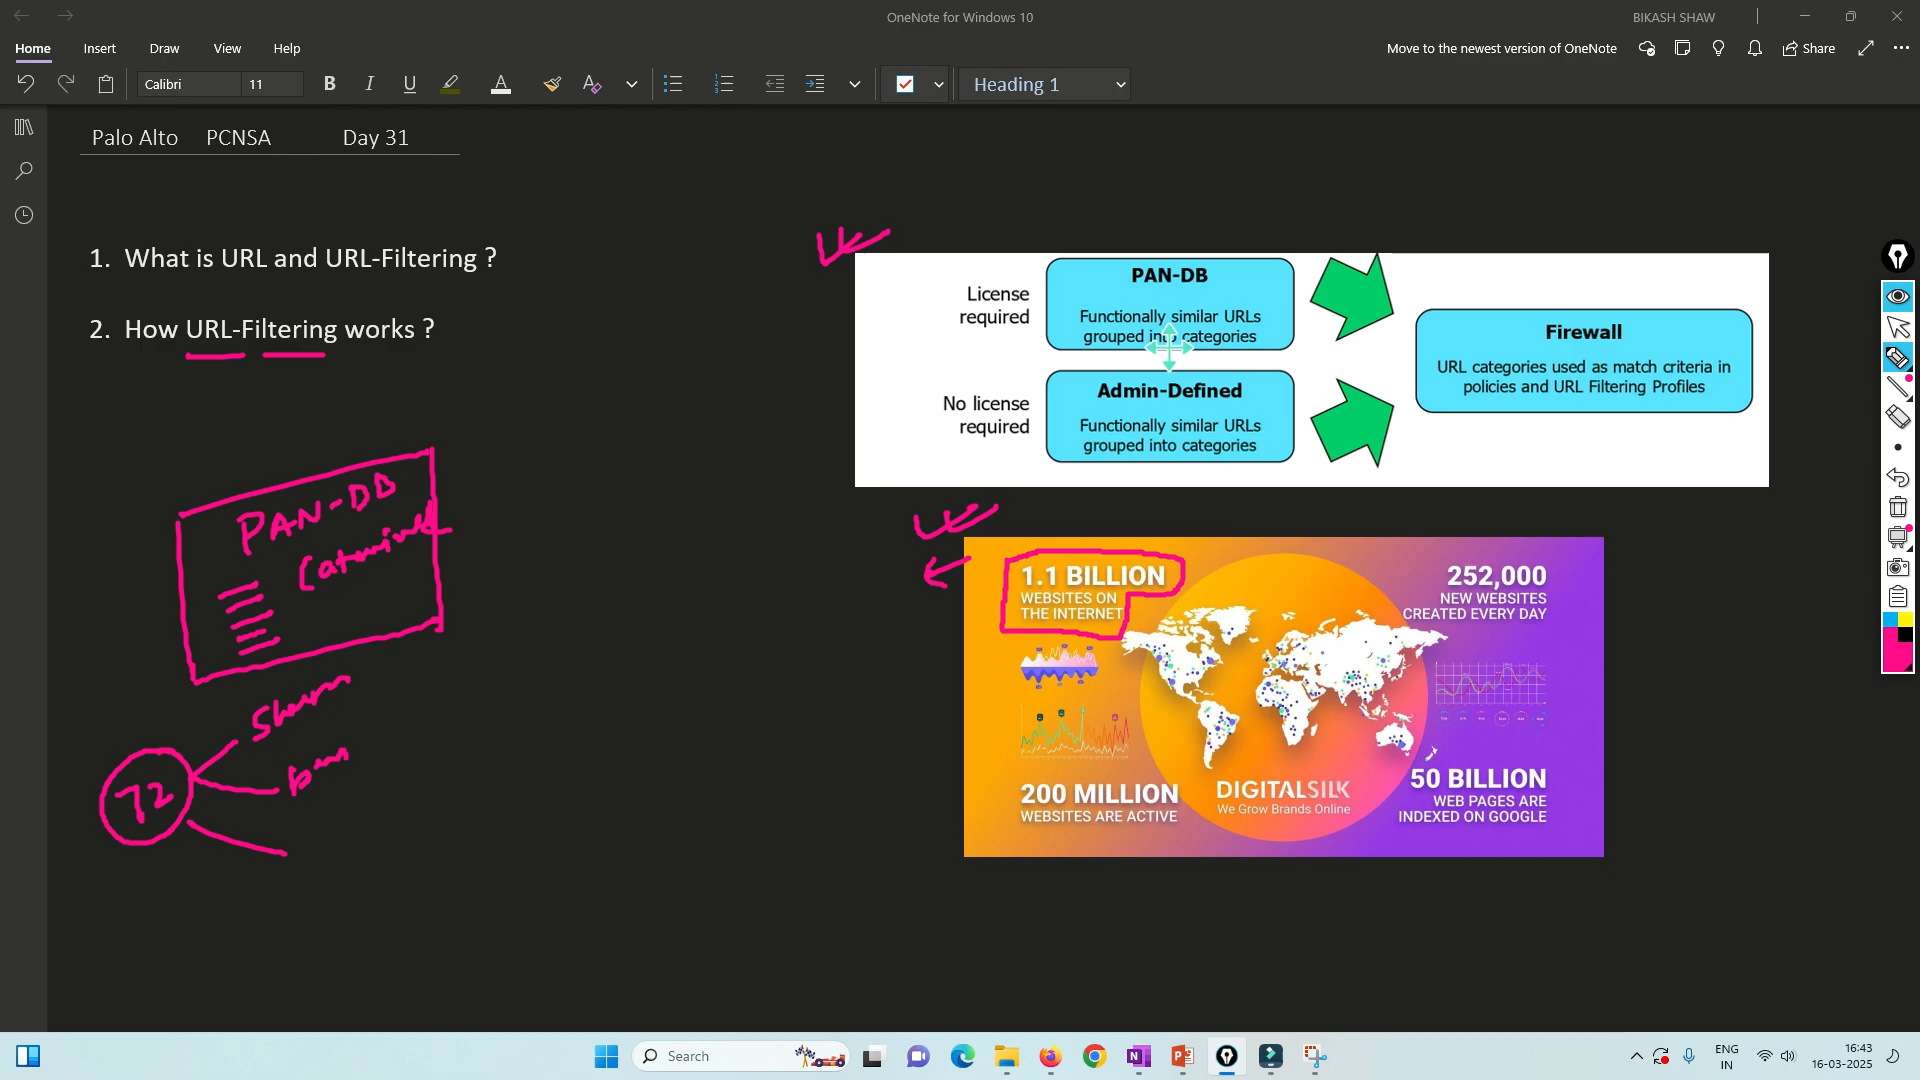 OneNote for Windows 10
BIKASH SHAW
Home Insert Draw View Help
Move to the newest version of OneNote
Share
Calibri 11
B I U A A
Heading 1
Palo Alto PCNSA Day 31
1. What is URL and URL-Filtering ?
2. How URL-Filtering works ?
License
required
PAN-DB
Functionally similar URLs
grouped into categories
No license
required
Admin-Defined
Functionally similar URLs
grouped into categories
Firewall
URL categories used as match criteria in
policies and URL Filtering Profiles
PAN-DB
72
1.1 BILLION
WEBSITES ON
THE INTERNET
252,000
NEW WEBSITES
CREATED EVERY DAY
200 MILLION
WEBSITES ARE ACTIVE
DIGITALSILK
We Grow Brands Online
50 BILLION
WEB PAGES ARE
INDEXED ON GOOGLE
Search
ENG
IN
16:43
16-03-2025